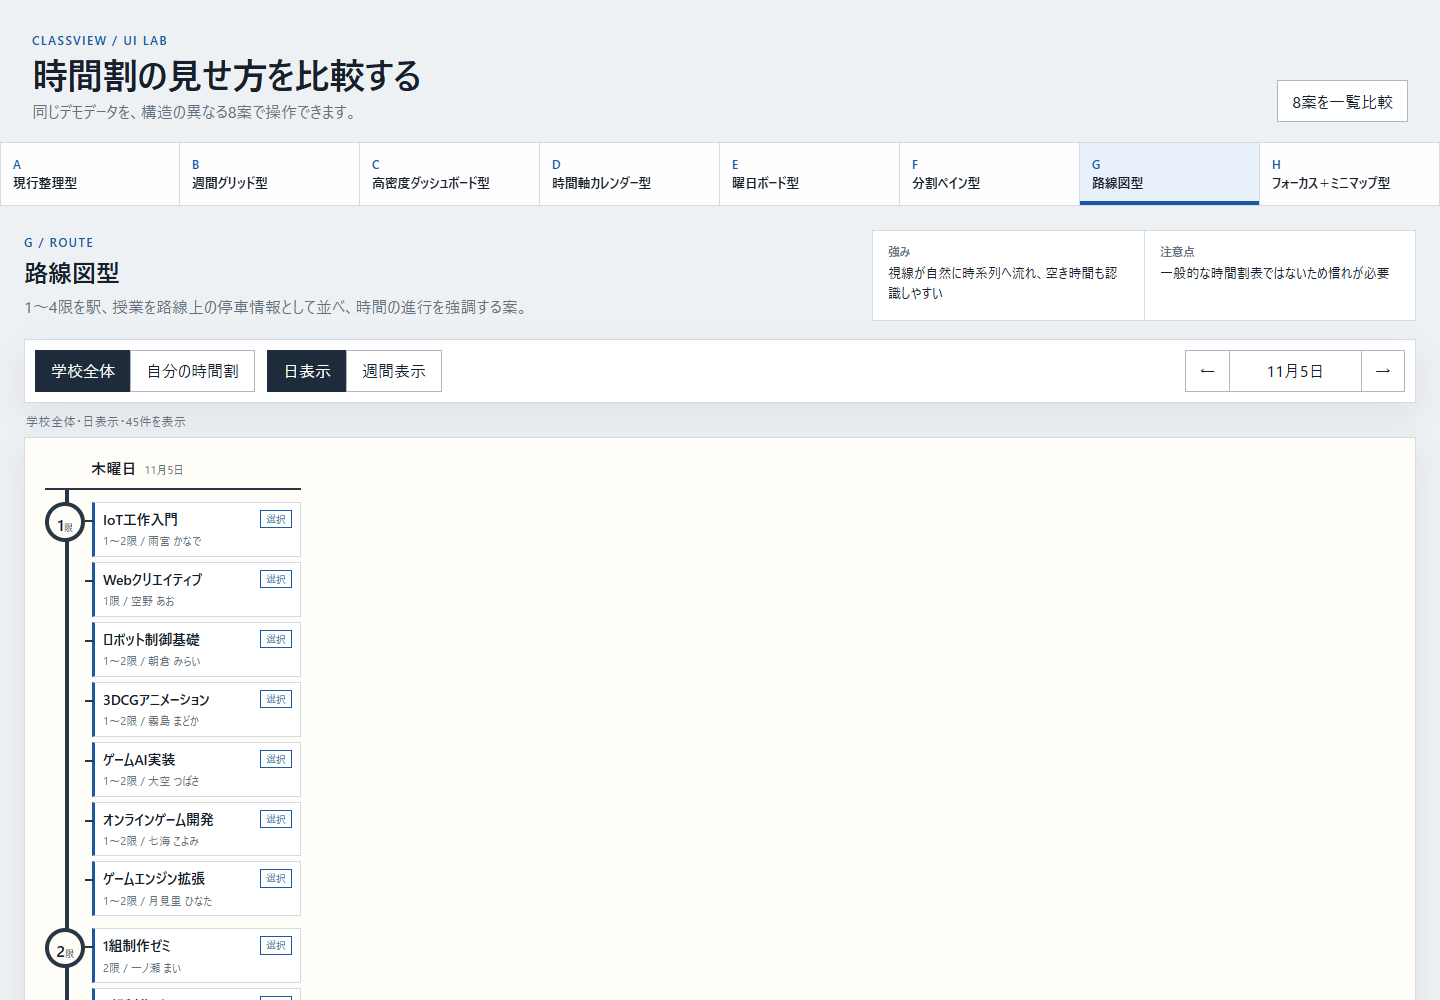 CLASSVIEW / UI LAB
時間割の見せ方を比較する
同じデモデータを、構造の異なる8案で操作できます。
8案を一覧比較
A
現行整理型
B
週間グリッド型
C
高密度ダッシュボード型
D
時間軸カレンダー型
E
曜日ボード型
F
分割ペイン型
G
路線図型
H
フォーカス＋ミニマップ型
G / ROUTE
路線図型
1〜4限を駅、授業を路線上の停車情報として並べ、時間の進行を強調する案。
強み
視線が自然に時系列へ流れ、空き時間も認
識しやすい
注意点
一般的な時間割表ではないため慣れが必要
学校全体
自分の時間割
日表示
週間表示
←
11月5日
→
学校全体・日表示・45件を表示
木曜日 11月5日
1限
IoT工作入門
選択
1〜2限 / 雨宮 かなで
Webクリエイティブ
選択
1限 / 空野 あお
ロボット制御基礎
選択
1〜2限 / 朝倉 みらい
3DCGアニメーション
選択
1〜2限 / 霧島 まどか
ゲームAI実装
選択
1〜2限 / 大空 つばさ
オンラインゲーム開発
選択
1〜2限 / 七海 こよみ
ゲームエンジン拡張
選択
1〜2限 / 月見里 ひなた
2限
1組制作ゼミ
選択
2限 / 一ノ瀬 まい